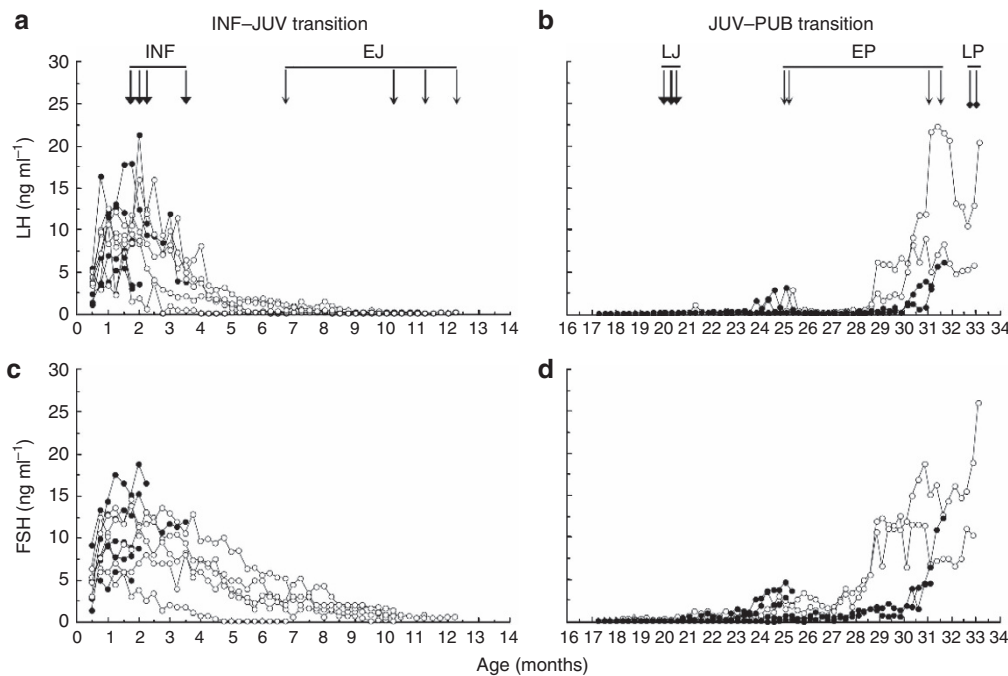 a INF–JUV transition
b JUV–PUB transition
INF EJ
LJ EP LP
LH (ng ml⁻¹)
30
25
20
15
10
5
0
0 1 2 3 4 5 6 7 8 9 10 11 12 13 14
16 17 18 19 20 21 22 23 24 25 26 27 28 29 30 31 32 33 34
c
d
FSH (ng ml⁻¹)
30
25
20
15
10
5
0
0 1 2 3 4 5 6 7 8 9 10 11 12 13 14
16 17 18 19 20 21 22 23 24 25 26 27 28 29 30 31 32 33 34
Age (months)